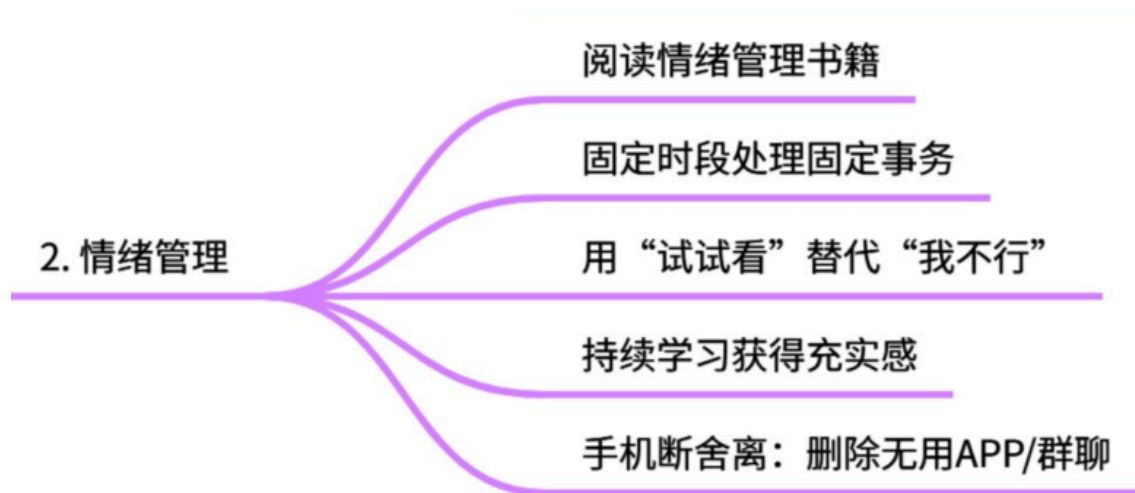 阅读情绪管理书籍
固定时段处理固定事务
2. 情绪管理
用“试试看”替代“我不行”
持续学习获得充实感
手机断舍离：删除无用APP/群聊